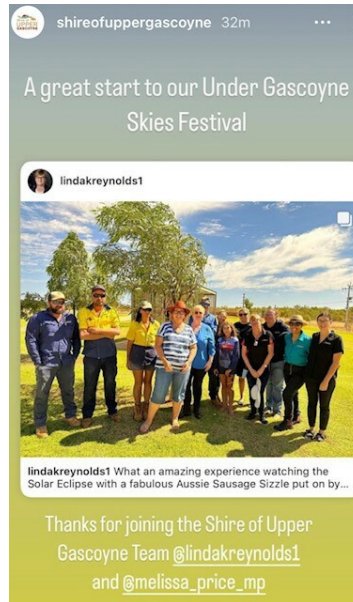 UPPER
GASCOYNE
shireofuppergascoyne 32m
A great start to our Under Gascoyne
Skies Festival
lindakreynolds1
lindakreynolds1 What an amazing experience watching the
Solar Eclipse with a fabulous Aussie Sausage Sizzle put on by...
Thanks for joining the Shire of Upper
Gascoyne Team @lindakreynolds1
and @melissa_price_mp